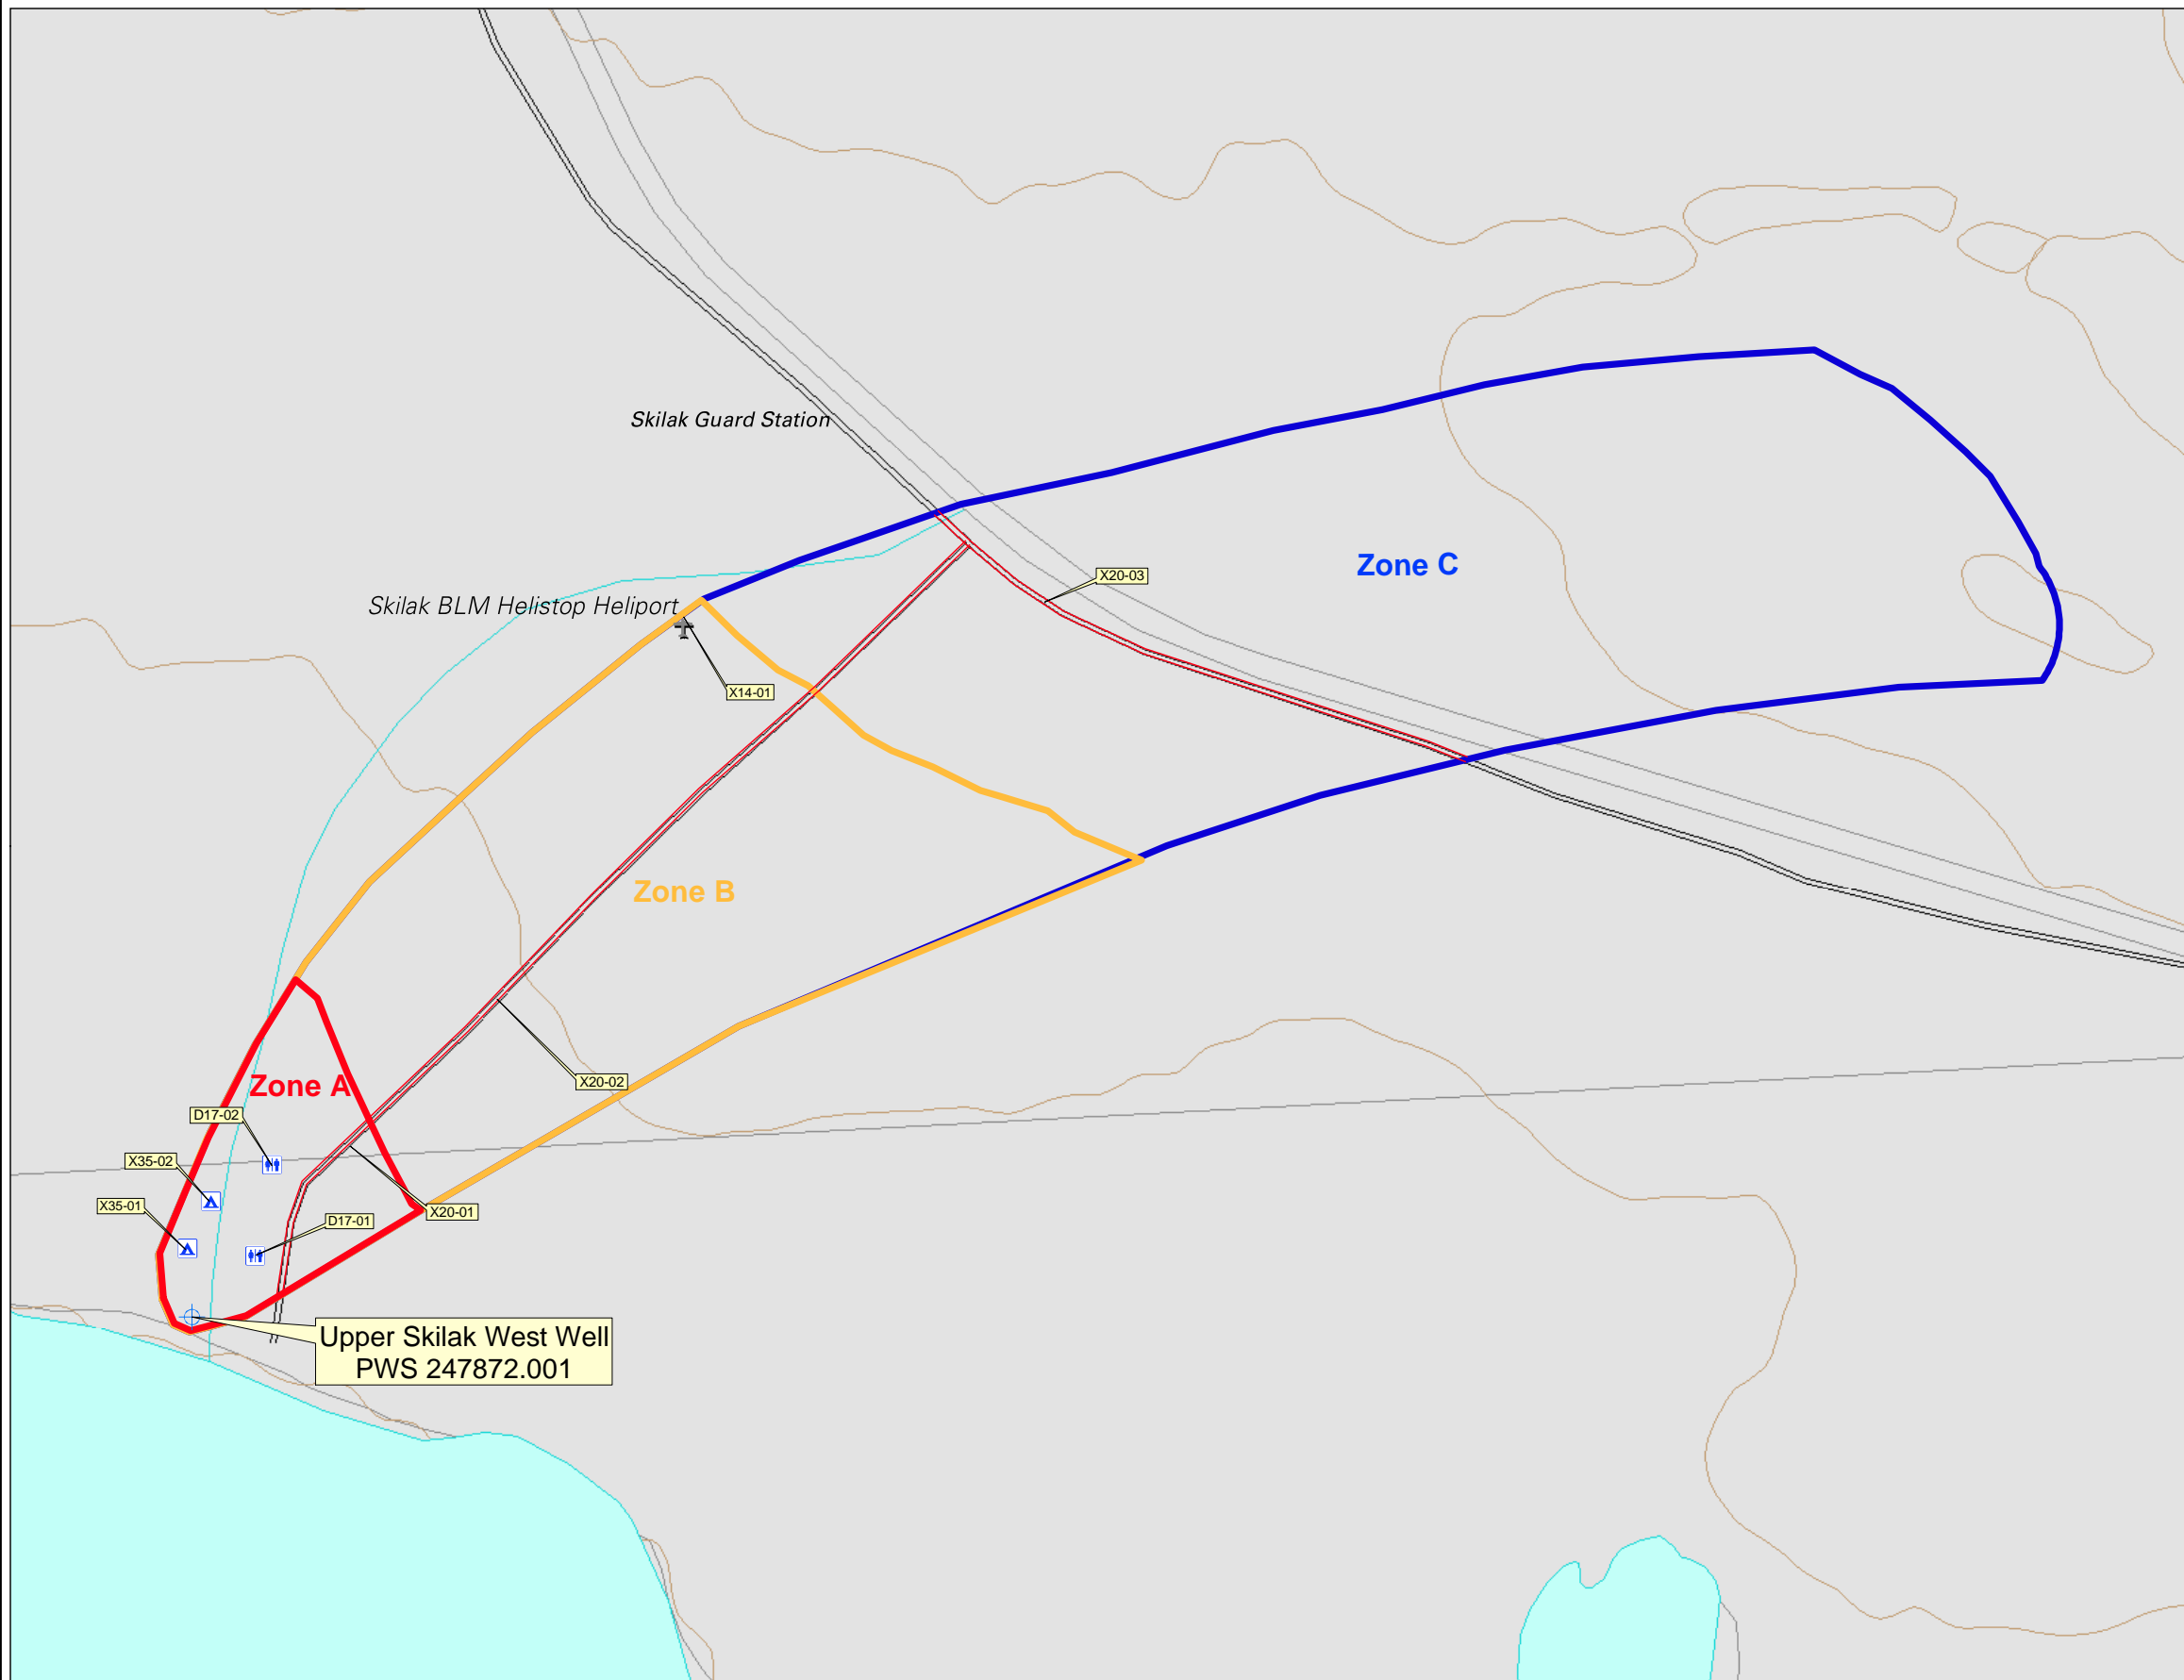 Skilak Guard Station
Zone C
X20-03
Skilak BLM Helistop Heliport
X14-01
Zone B
X20-02
Zone A
D17-02
X35-02
X35-01
X20-01
D17-01
Upper Skilak West Well
PWS 247872.001